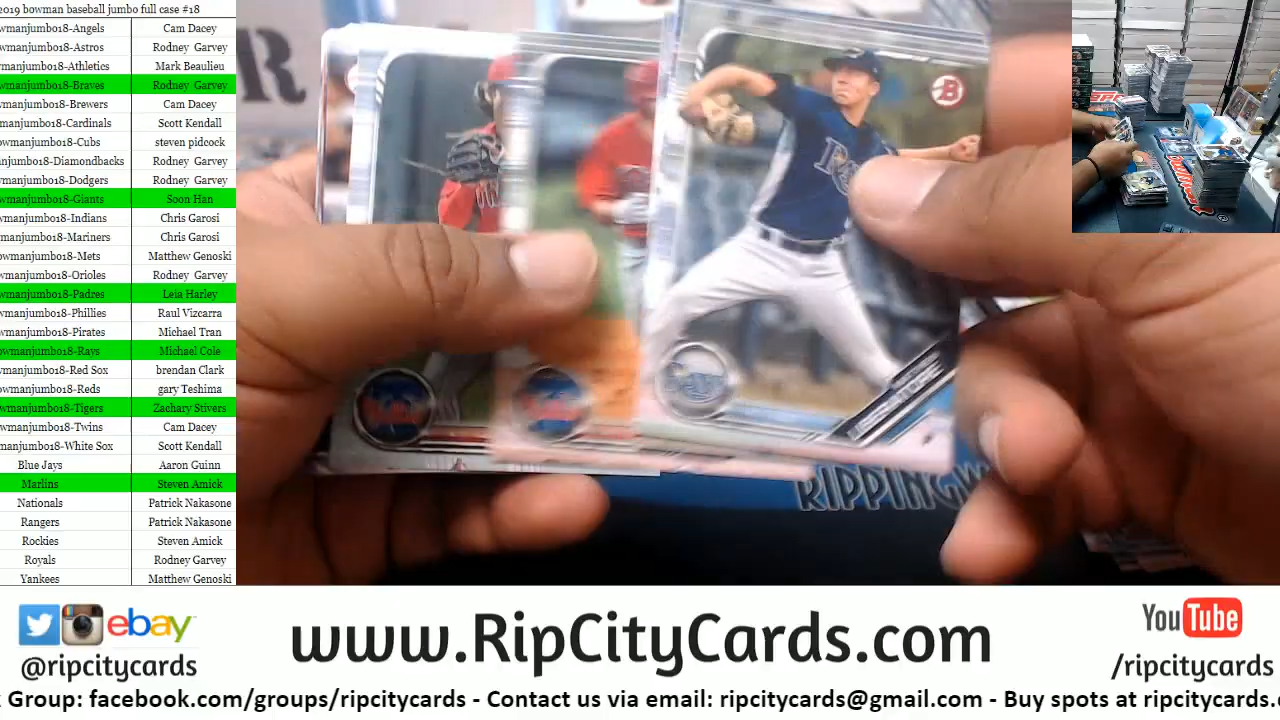 2019 bowman baseball jumbo full case #18
wmanjumbo18-Angels Cam Dacey
wmanjumbo18-Astros Rodney Garvey
wmanjumbo18-Athletics Mark Beaulieu
owmanjumbo18-Braves Rodney Garvey
wmanjumbo18-Brewers Cam Dacey
wmanjumbo18-Cardinals Scott Kendall
owmanjumbo18-Cubs steven pidcock
anjumbo18-Diamondbacks Rodney Garvey
wmanjumbo18-Dodgers Rodney Garvey
owmanjumbo18-Giants Soon Han
wmanjumbo18-Indians Chris Garosi
manjumbo18-Mariners Chris Garosi
owmanjumbo18-Mets Matthew Genoski
manjumbo18-Orioles Rodney Garvey
owmanjumbo18-Padres Leia Harley
wmanjumbo18-Phillies Raul Vizcarra
wmanjumbo18-Pirates Michael Tran
owmanjumbo18-Rays Michael Cole
wmanjumbo18-Red Sox brendan Clark
owmanjumbo18-Reds gary Teshima
wmanjumbo18-Tigers Zachary Stivers
owmanjumbo18-Twins Cam Dacey
manjumbo18-White Sox Scott Kendall
Blue Jays Aaron Guinn
Marlins Steven Amick
Nationals Patrick Nakasone
Rangers Patrick Nakasone
Rockies Steven Amick
Royals Rodney Garvey
Yankees Matthew Genoski
B
RIPPINGW
ebay
@ripcitycards
www.RipCityCards.com
YouTube
/ripcitycards
Group: facebook.com/groups/ripcitycards - Contact us via email: ripcitycards@gmail.com - Buy spots at ripcitycards.